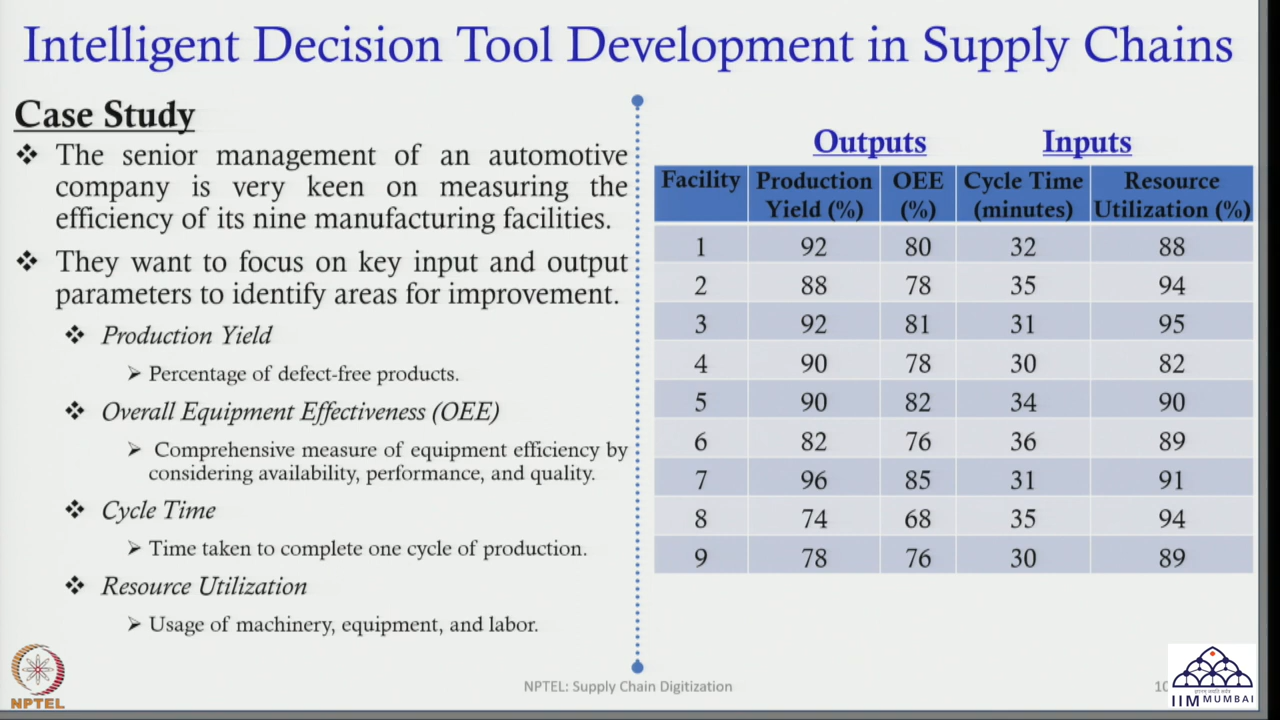 Intelligent Decision Tool Development in Supply Chains
Case Study
❖ The senior management of an automotive
company is very keen on measuring the
efficiency of its nine manufacturing facilities.
❖ They want to focus on key input and output
parameters to identify areas for improvement.
❖ Production Yield
➢ Percentage of defect-free products.
❖ Overall Equipment Effectiveness (OEE)
➢ Comprehensive measure of equipment efficiency by
considering availability, performance, and quality.
❖ Cycle Time
➢ Time taken to complete one cycle of production.
❖ Resource Utilization
➢ Usage of machinery, equipment, and labor.
Outputs Inputs
Facility Production OEE Cycle Time Resource
Yield (%) (%) (minutes) Utilization (%)
1 92 80 32 88
2 88 78 35 94
3 92 81 31 95
4 90 78 30 82
5 90 82 34 90
6 82 76 36 89
7 96 85 31 91
8 74 68 35 94
9 78 76 30 89
NPTEL
NPTEL: Supply Chain Digitization
IIM MUMBAI